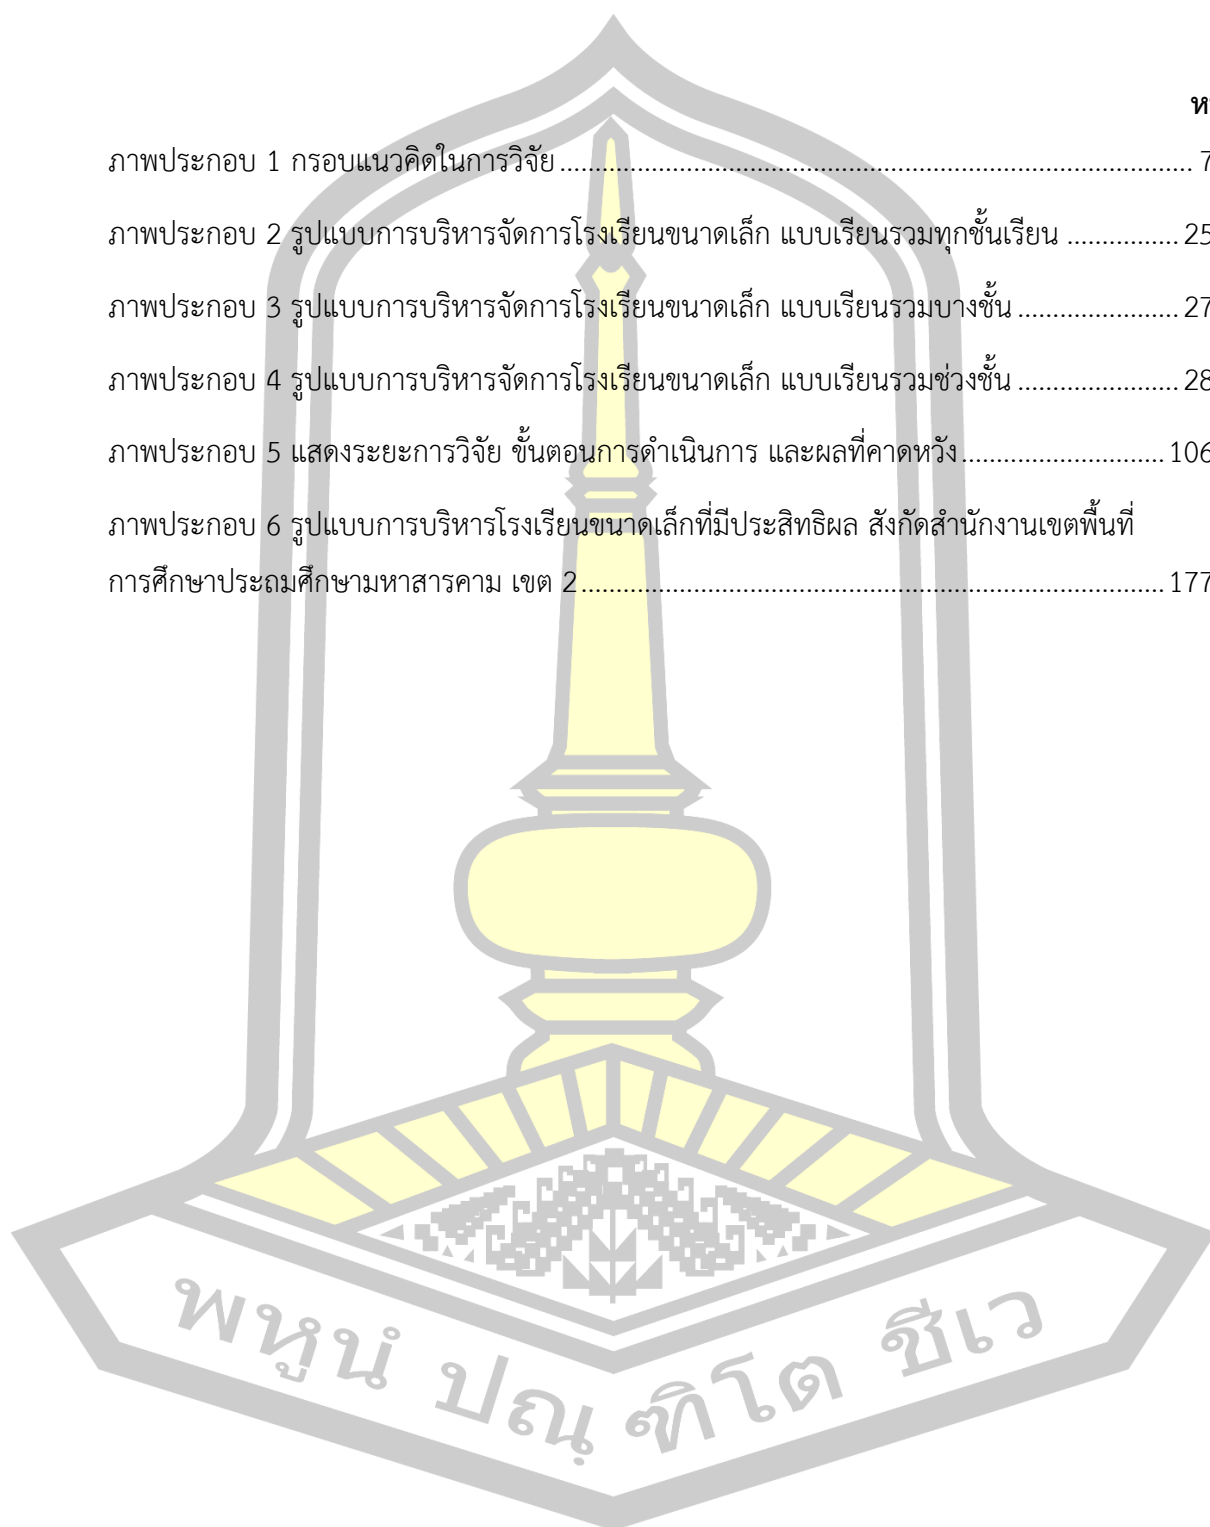 ห
ภาพประกอบ 1 กรอบแนวคิดในการวิจัย ................................................................................ 7
ภาพประกอบ 2 รูปแบบการบริหารจัดการโรงเรียนขนาดเล็ก แบบเรียนรวมทุกชั้นเรียน ................ 25
ภาพประกอบ 3 รูปแบบการบริหารจัดการโรงเรียนขนาดเล็ก แบบเรียนรวมบางชั้น ....................... 27
ภาพประกอบ 4 รูปแบบการบริหารจัดการโรงเรียนขนาดเล็ก แบบเรียนรวมช่วงชั้น ....................... 28
ภาพประกอบ 5 แสดงระยะการวิจัย ขั้นตอนการดำเนินการ และผลที่คาดหวัง ............................. 106
ภาพประกอบ 6 รูปแบบการบริหารโรงเรียนขนาดเล็กที่มีประสิทธิผล สังกัดสำนักงานเขตพื้นที่
การศึกษาประถมศึกษามหาสารคาม เขต 2 .......................................................................... 177
พหูนํ ปณฺฑิโต ชีเว